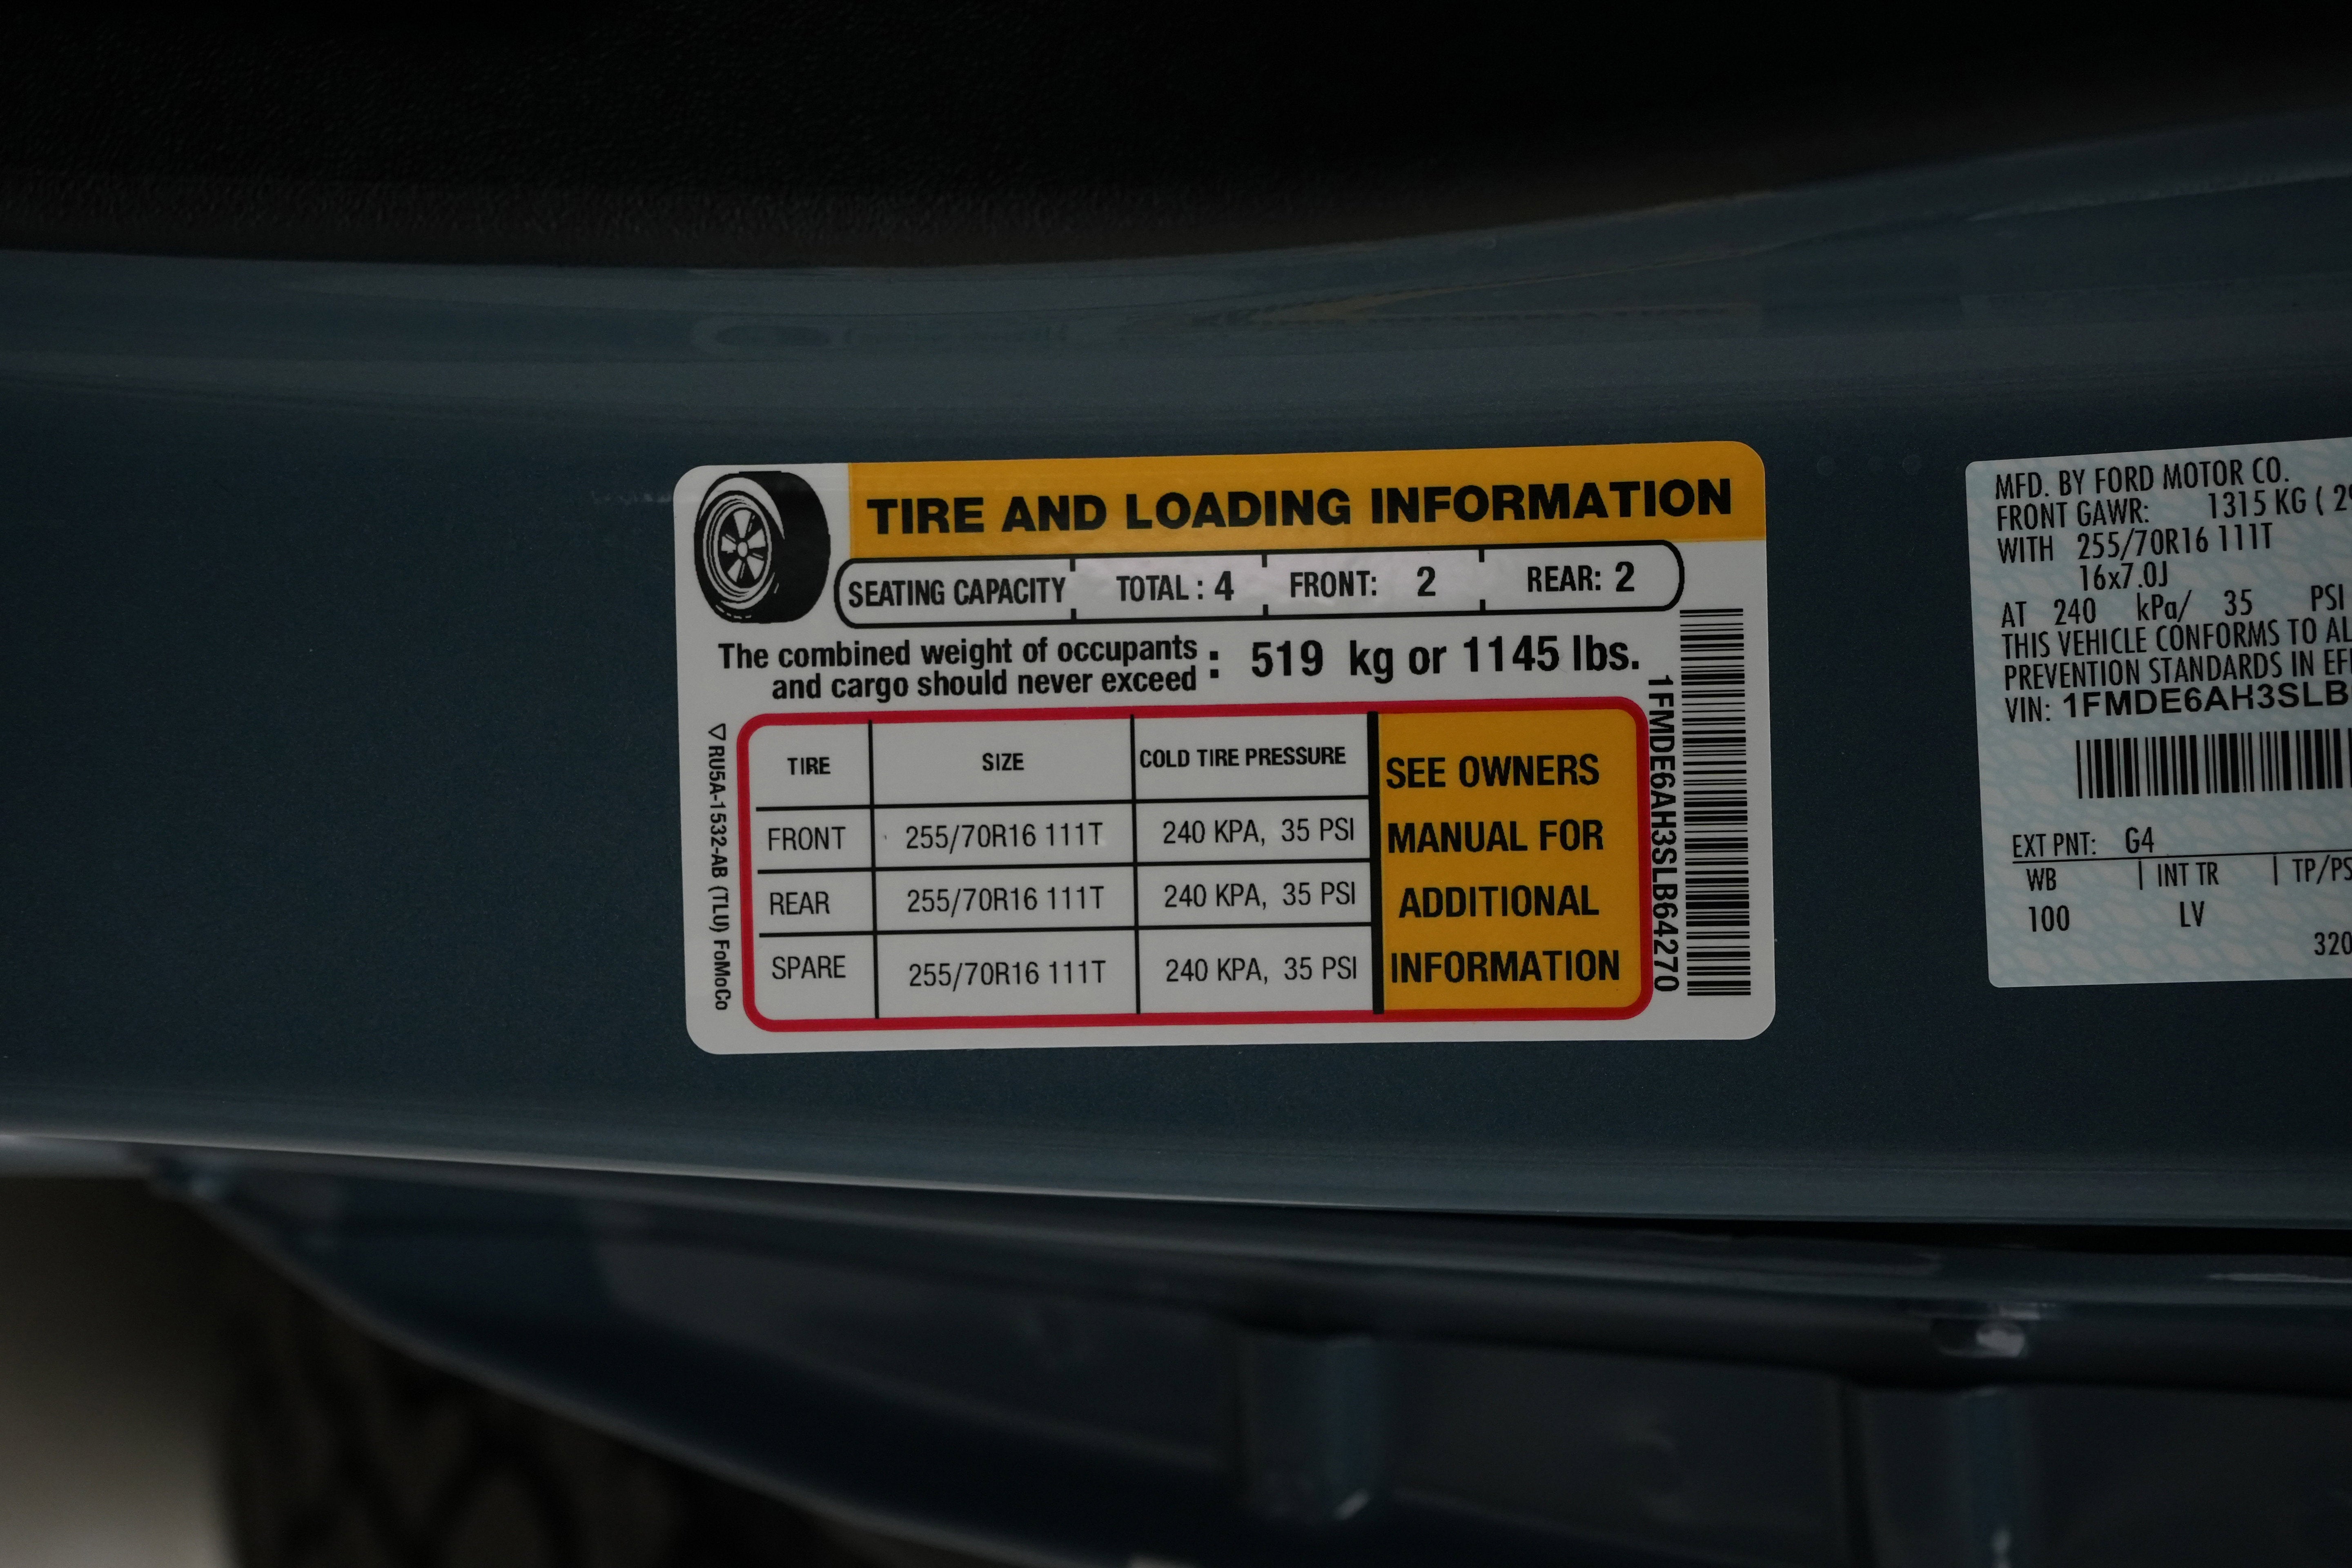 TIRE AND LOADING INFORMATION
SEATING CAPACITY TOTAL : 4 FRONT: 2 REAR: 2
The combined weight of occupants
and cargo should never exceed : 519 kg or 1145 lbs.
TIRE SIZE COLD TIRE PRESSURE
FRONT 255/70R16 111T 240 KPA, 35 PSI
REAR 255/70R16 111T 240 KPA, 35 PSI
SPARE 255/70R16 111T 240 KPA, 35 PSI
SEE OWNERS
MANUAL FOR
ADDITIONAL
INFORMATION
RU5A-1532-AB (TLU) FoMoCo
1FMDE6AH3SLB64270
MFD. BY FORD MOTOR CO.
FRONT GAWR: 1315 KG (
WITH 255/70R16 111T
16x7.0J
AT 240 kPa/ 35 PSI
THIS VEHICLE CONFORMS TO
PREVENTION STANDARDS IN
VIN: 1FMDE6AH3SLB
EXT PNT: G4
WB | INT TR | TP/PS
100 LV
320